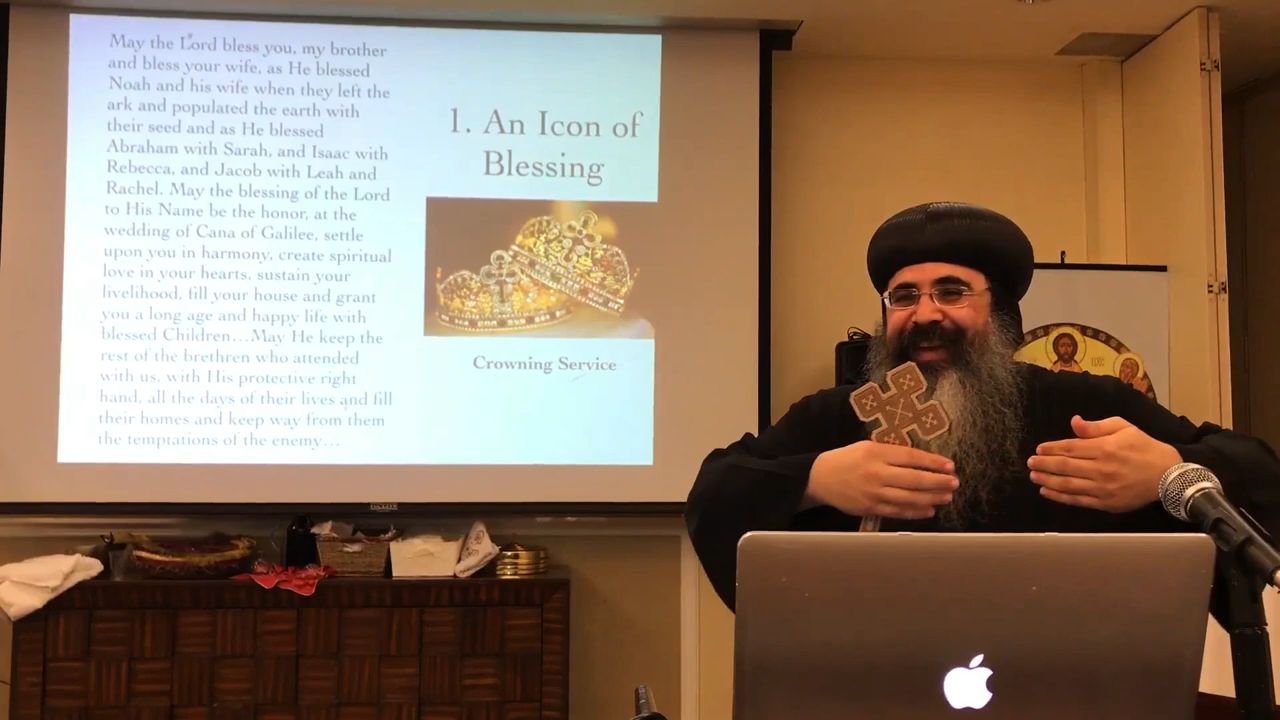 May the Lord bless you, my brother
and bless your wife, as He blessed
Noah and his wife when they left the
ark and populated the earth with
their seed and as He blessed
Abraham with Sarah, and Isaac with
Rebecca, and Jacob with Leah and
Rachel. May the blessing of the Lord
to His Name be the honor, at the
wedding of Cana of Galilee, settle
upon you in harmony, create spiritual
love in your hearts, sustain your
livelihood, fill your house and grant
you a long age and happy life with
blessed Children…May He keep the
rest of the brethren who attended
with us, with His protective right
hand, all the days of their lives and fill
their homes and keep way from them
the temptations of the enemy…
1. An Icon of
Blessing
Crowning Service